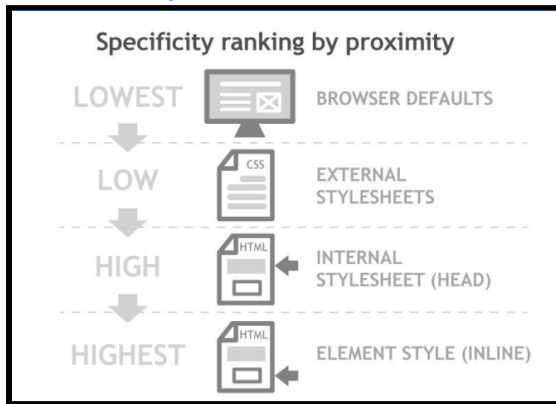 Specificity ranking by proximity
LOWEST
BROWSER DEFAULTS
LOW
CSS
EXTERNAL
STYLESHEETS
HIGH
HTML
INTERNAL
STYLESHEET (HEAD)
HIGHEST
HTML
ELEMENT STYLE (INLINE)